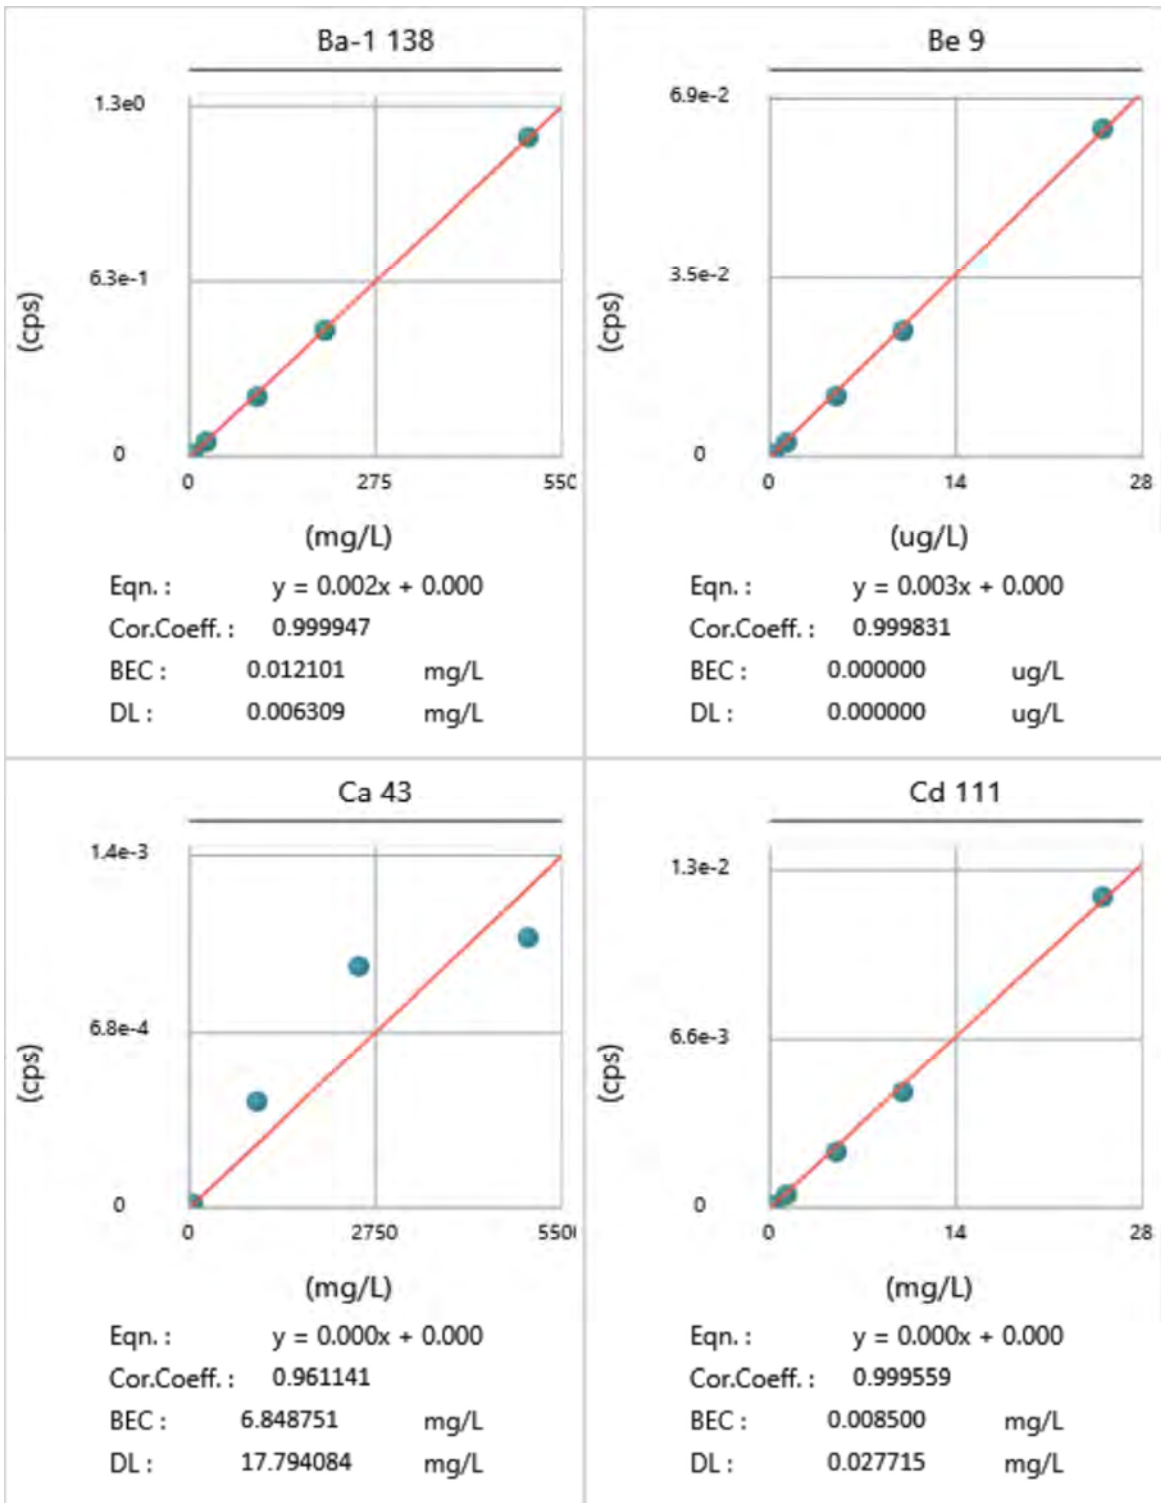 Ba-1 138
1.3e0
6.3e-1
0
(cps)
0 275 550
(mg/L)
Eqn. : y = 0.002x + 0.000
Cor.Coeff. : 0.999947
BEC : 0.012101 mg/L
DL : 0.006309 mg/L
Be 9
6.9e-2
3.5e-2
0
(cps)
0 14 28
(ug/L)
Eqn. : y = 0.003x + 0.000
Cor.Coeff. : 0.999831
BEC : 0.000000 ug/L
DL : 0.000000 ug/L
Ca 43
1.4e-3
6.8e-4
0
(cps)
0 2750 5500
(mg/L)
Eqn. : y = 0.000x + 0.000
Cor.Coeff. : 0.961141
BEC : 6.848751 mg/L
DL : 17.794084 mg/L
Cd 111
1.3e-2
6.6e-3
0
(cps)
0 14 28
(mg/L)
Eqn. : y = 0.000x + 0.000
Cor.Coeff. : 0.999559
BEC : 0.008500 mg/L
DL : 0.027715 mg/L